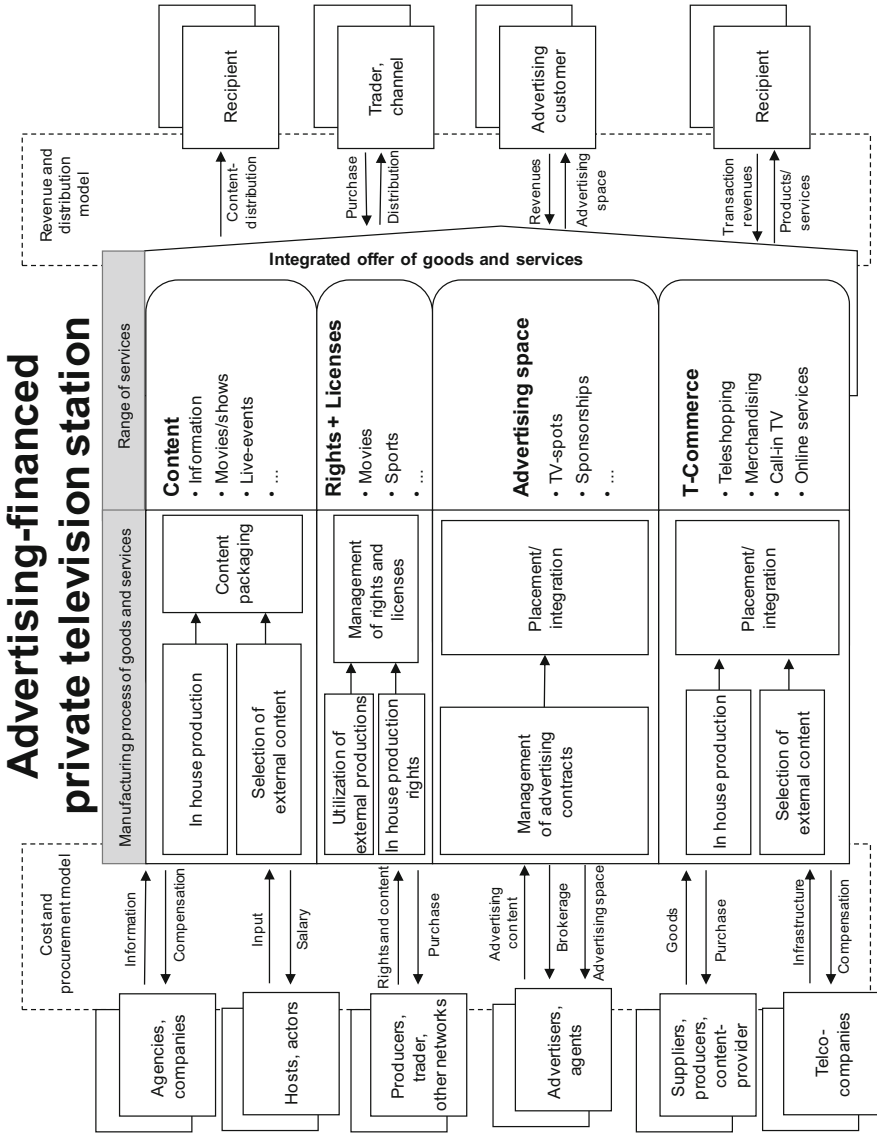 Advertising-financed
private television station
Cost and
procurement model
Manufacturing process of goods and services
Range of services
Revenue and
distribution model
Agencies,
companies
Information
Compensation
Hosts, actors
Input
Salary
In house production
Selection of
external content
Content
packaging
Content
• Information
• Movies/shows
• Live-events
• ...
Content-
distribution
Recipient
Producers,
trader,
other networks
Rights and content
Purchase
Utilization of
external productions
In house production
rights
Management
of rights and
licenses
Rights + Licenses
• Movies
• Sports
• ...
Purchase
Distribution
Trader,
channel
Advertisers,
agents
Advertising
content
Brokerage
Advertising space
Management
of advertising
contracts
Placement/
integration
Advertising space
• TV-spots
• Sponsorships
• ...
Revenues
Advertising
space
Advertising
customer
Suppliers,
producers,
content-
provider
Goods
Purchase
Telco-
companies
Infrastructure
Compensation
In house production
Selection of
external content
Placement/
integration
T-Commerce
• Teleshopping
• Merchandising
• Call-in TV
• Online services
Transaction
revenues
Products/
services
Recipient
Integrated offer of goods and services